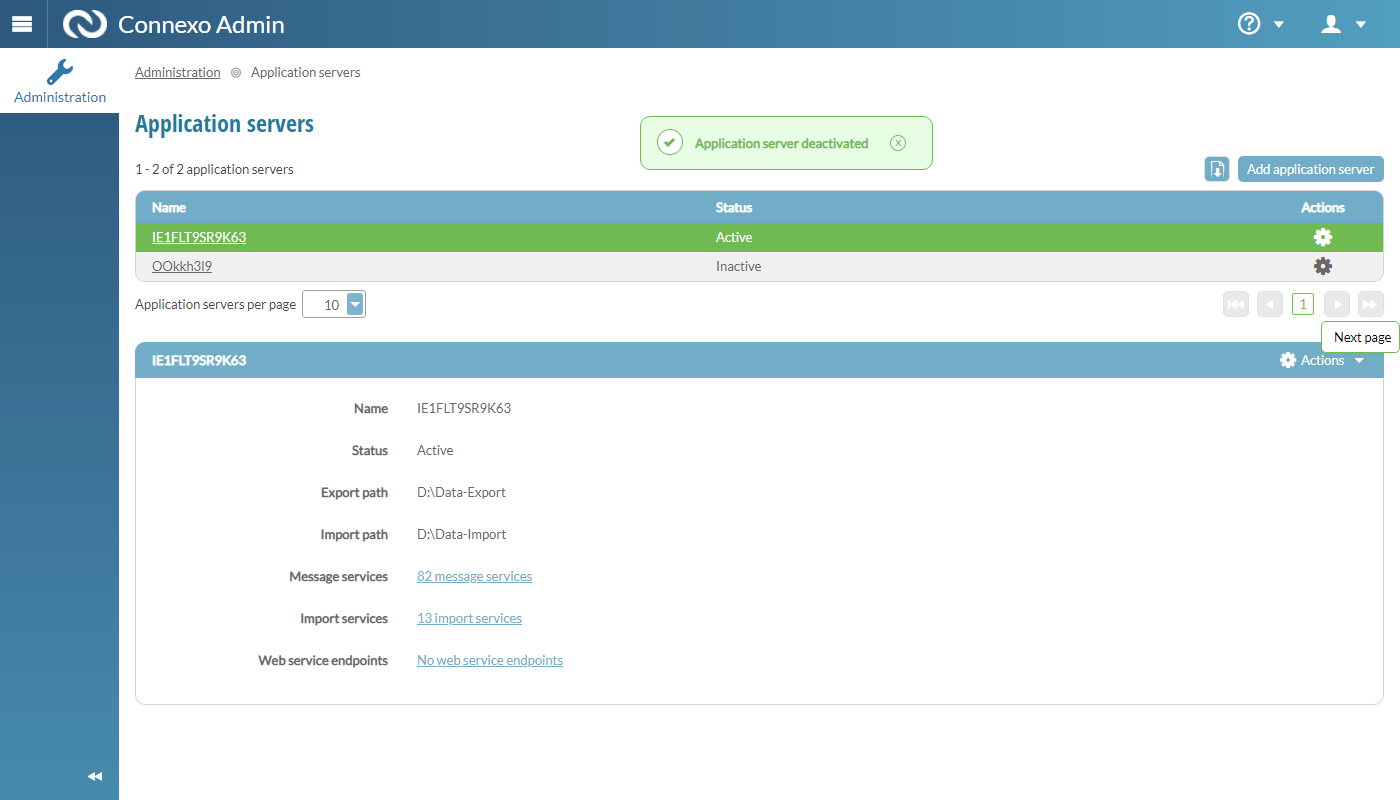 Connexo Admin
Administration
Administration Application servers
Application servers
Application server deactivated
1 - 2 of 2 application servers
Add application server
Name Status Actions
IE1FLT9SR9K63 Active
OOkkh3I9 Inactive
Application servers per page 10
1
Next page
IE1FLT9SR9K63 Actions
Name IE1FLT9SR9K63
Status Active
Export path D:\Data-Export
Import path D:\Data-Import
Message services 82 message services
Import services 13 import services
Web service endpoints No web service endpoints